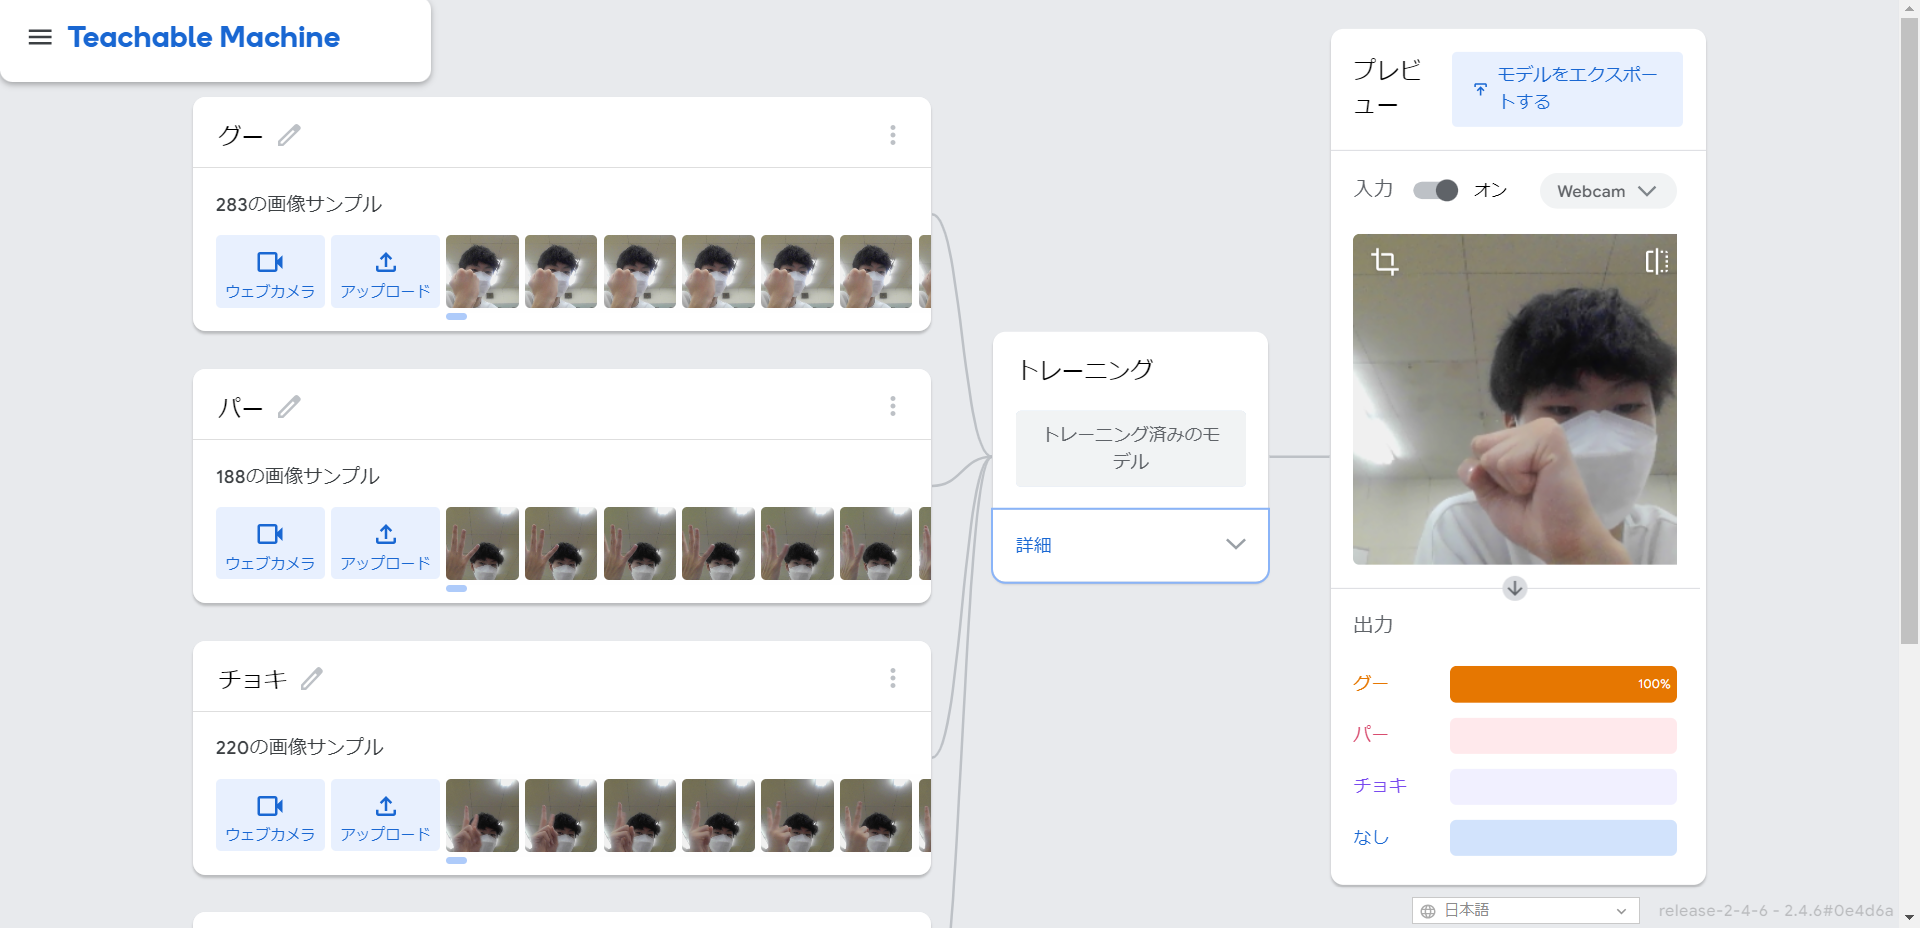 Teachable Machine
グー
283の画像サンプル
ウェブカメラ
アップロード
パー
188の画像サンプル
ウェブカメラ
アップロード
チョキ
220の画像サンプル
ウェブカメラ
アップロード
トレーニング
トレーニング済みのモ
デル
詳細
プレビ
ュー
モデルをエクスポー
トする
入力
オン
Webcam
出力
グー
100%
パー
チョキ
なし
日本語
release-2-4-6 - 2.4.6#0e4d6a